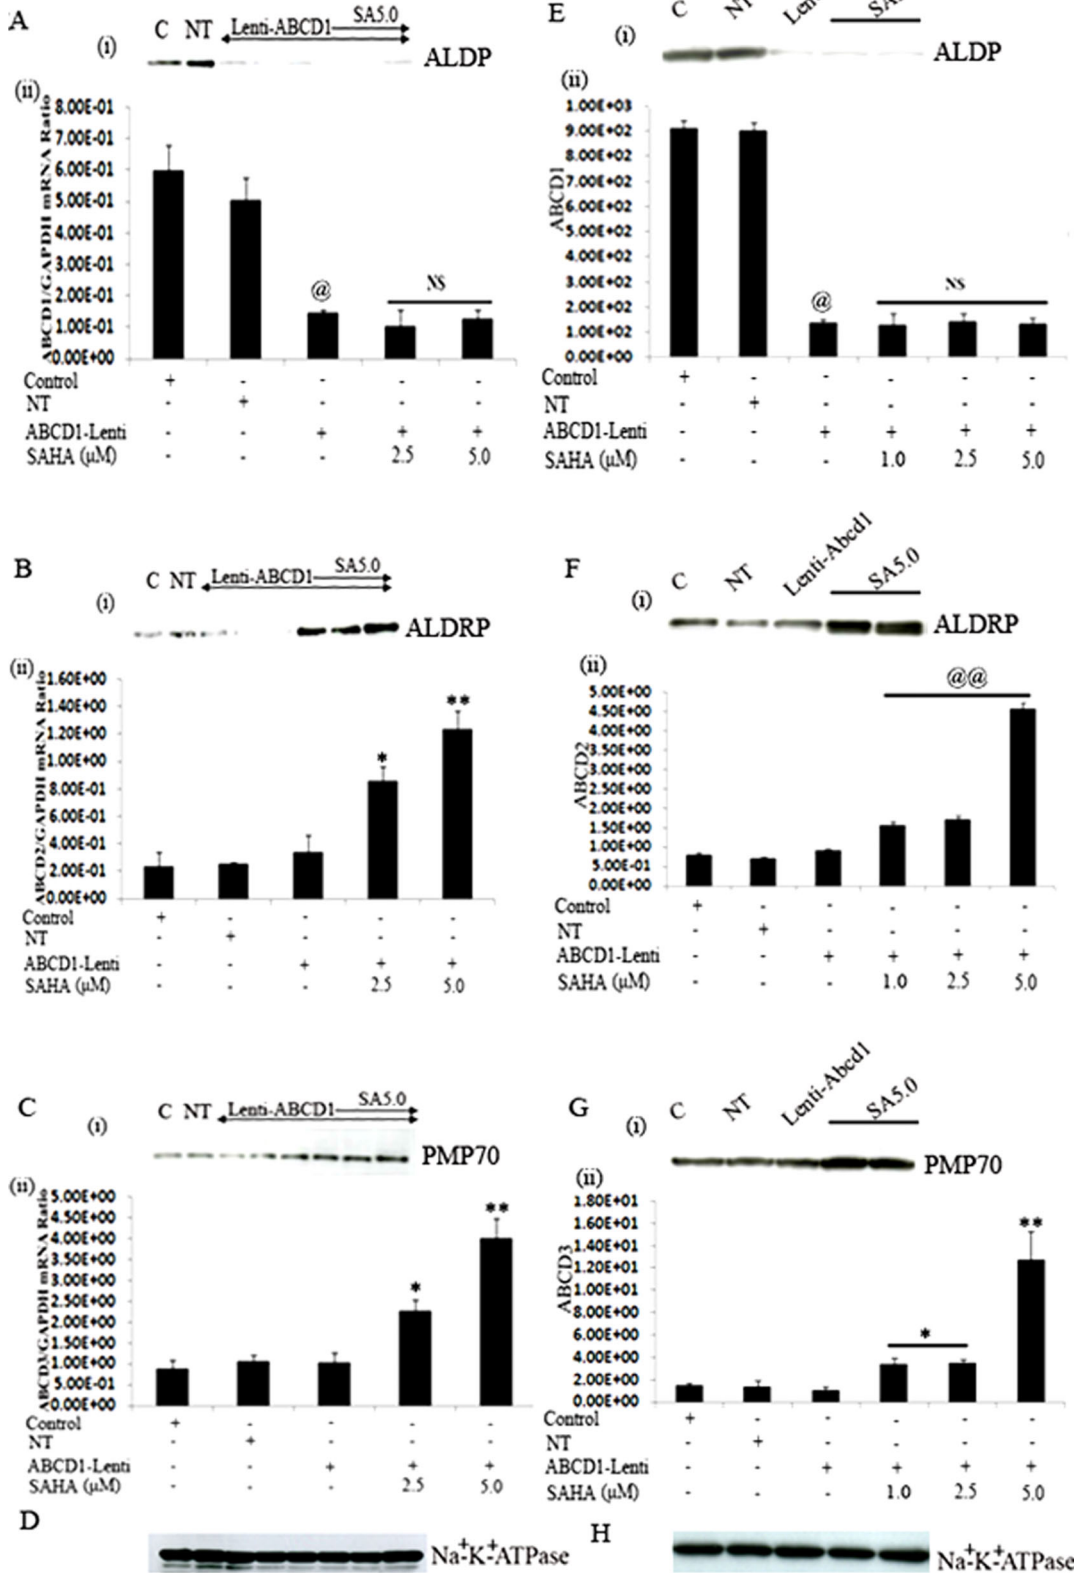 A
C NT Lenti-ABCD1 SA5.0
(i)
ALDP
(ii)
ABCD1/GAPDH mRNA Ratio
8.00E-01
7.00E-01
6.00E-01
5.00E-01
4.00E-01
3.00E-01
2.00E-01
1.00E-01
0.00E+00
@
NS
Control + - - - -
NT - + - - -
ABCD1-Lenti - - + + +
SAHA (µM) - - - 2.5 5.0
E
C NT
(i)
ALDP
(ii)
ABCD1
1.00E+03
9.00E+02
8.00E+02
7.00E+02
6.00E+02
5.00E+02
4.00E+02
3.00E+02
2.00E+02
1.00E+02
0.00E+00
@
NS
Control + - - - - -
NT - + - - - -
ABCD1-Lenti - - + + + +
SAHA (µM) - - - 1.0 2.5 5.0
B
C NT Lenti-ABCD1 SA5.0
(i)
ALDRP
(ii)
ABCD2/GAPDH mRNA Ratio
1.60E+00
1.40E+00
1.20E+00
1.00E+00
8.00E-01
6.00E-01
4.00E-01
2.00E-01
0.00E+00
*
**
Control + - - - -
NT - + - - -
ABCD1-Lenti - - + + +
SAHA (µM) - - - 2.5 5.0
F
C NT Lenti-Abcd1 SA5.0
(i)
ALDRP
(ii)
ABCD2
5.00E+00
4.50E+00
4.00E+00
3.50E+00
3.00E+00
2.50E+00
2.00E+00
1.50E+00
1.00E+00
5.00E-01
0.00E+00
@@
Control + - - - - -
NT - + - - - -
ABCD1-Lenti - - + + + +
SAHA (µM) - - - 1.0 2.5 5.0
C
C NT Lenti-ABCD1 SA5.0
(i)
PMP70
(ii)
ABCD3/GAPDH mRNA Ratio
5.00E+00
4.50E+00
4.00E+00
3.50E+00
3.00E+00
2.50E+00
2.00E+00
1.50E+00
1.00E+00
5.00E-01
0.00E+00
*
**
Control + - - - -
NT - + - - -
ABCD1-Lenti - - + + +
SAHA (µM) - - - 2.5 5.0
G
C NT Lenti-Abcd1 SA5.0
(i)
PMP70
(ii)
ABCD3
1.80E+01
1.60E+01
1.40E+01
1.20E+01
1.00E+01
8.00E+00
6.00E+00
4.00E+00
2.00E+00
0.00E+00
*
**
Control + - - - - -
NT - + - - - -
ABCD1-Lenti - - + + + +
SAHA (µM) - - - 1.0 2.5 5.0
D
Na+K+-ATPase
H
Na+K+-ATPase